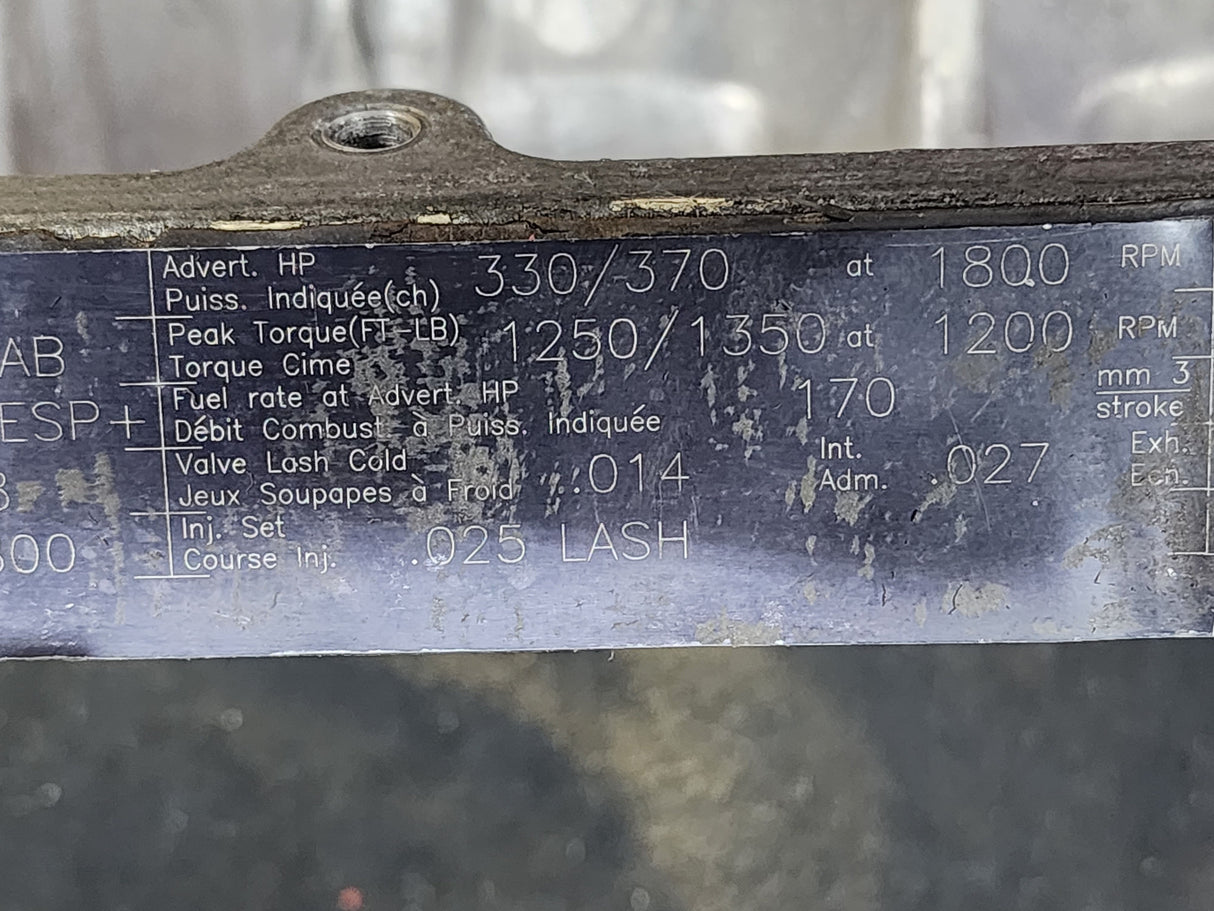 Advert. HP
Puiss. Indiquée(ch) 330/370 at 1800 RPM
Peak Torque(FT-LB)
Torque Cime 1250/1350 at 1200 RPM
AB
Fuel rate at Advert. HP
Débit Combust à Puiss. Indiquée 170 mm 3
stroke
ESP+
Valve Lash Cold
Jeux Soupapes à Froid .014 Int.
Adm. .027 Exh.
Ech.
Inj. Set
Course Inj. .025 LASH